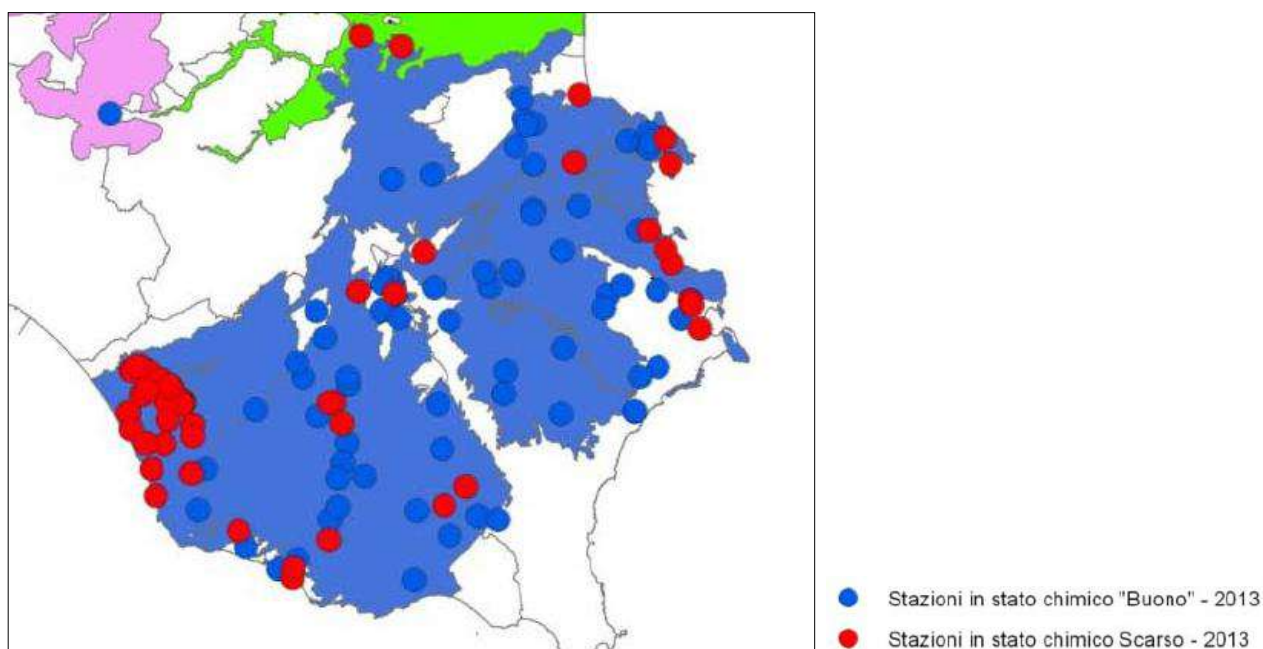 Stazioni in stato chimico "Buono" - 2013
Stazioni in stato chimico Scarso - 2013